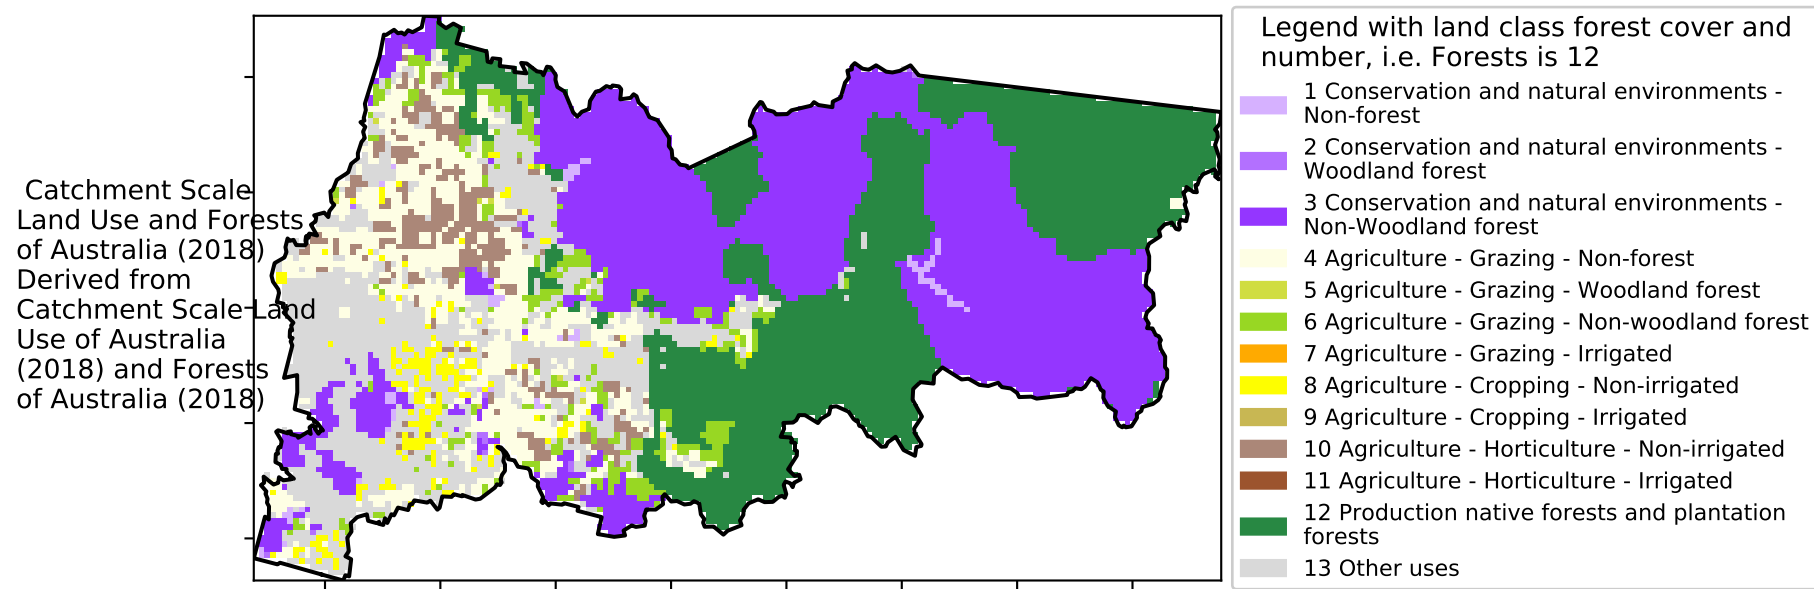 Catchment Scale
Land Use and Forests
of Australia (2018)
Derived from
Catchment Scale Land
Use of Australia
(2018) and Forests
of Australia (2018)
Legend with land class forest cover and
number, i.e. Forests is 12
1 Conservation and natural environments -
Non-forest
2 Conservation and natural environments -
Woodland forest
3 Conservation and natural environments -
Non-Woodland forest
4 Agriculture - Grazing - Non-forest
5 Agriculture - Grazing - Woodland forest
6 Agriculture - Grazing - Non-woodland forest
7 Agriculture - Grazing - Irrigated
8 Agriculture - Cropping - Non-irrigated
9 Agriculture - Cropping - Irrigated
10 Agriculture - Horticulture - Non-irrigated
11 Agriculture - Horticulture - Irrigated
12 Production native forests and plantation
forests
13 Other uses